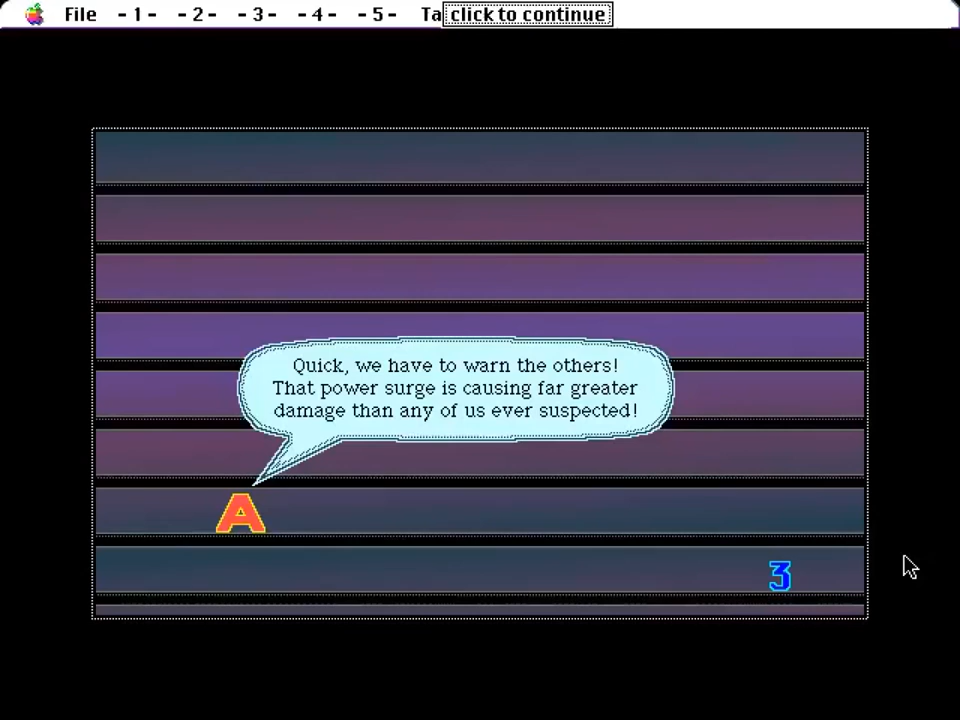 File -1- -2- -3- -4- -5- Ta click to continue
Quick, we have to warn the others!
That power surge is causing far greater
damage than any of us ever suspected!
A
3